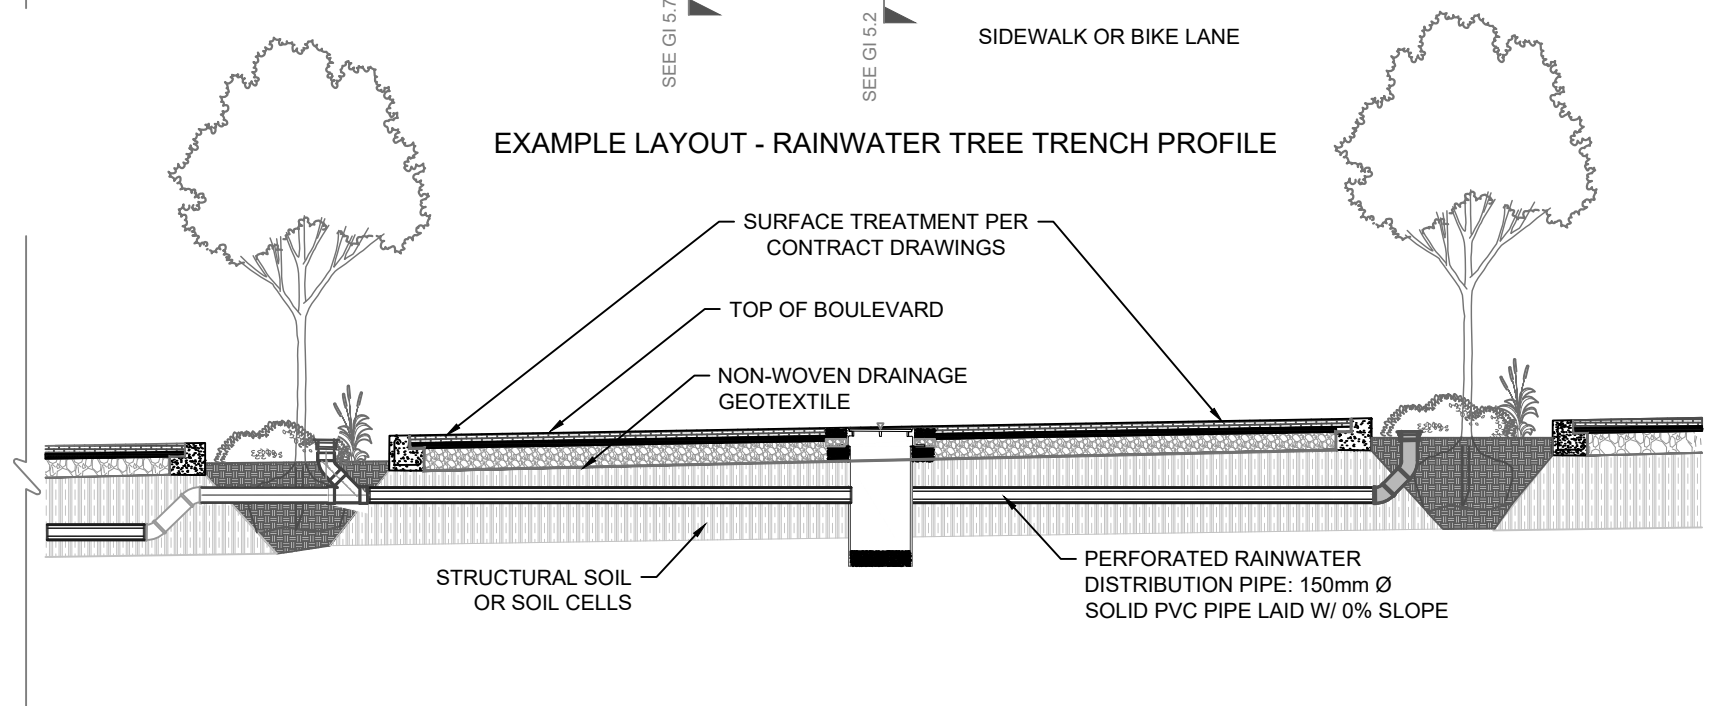 SEE GI 5.7
SEE GI 5.2
SIDEWALK OR BIKE LANE
EXAMPLE LAYOUT - RAINWATER TREE TRENCH PROFILE
SURFACE TREATMENT PER
CONTRACT DRAWINGS
TOP OF BOULEVARD
NON-WOVEN DRAINAGE
GEOTEXTILE
STRUCTURAL SOIL
OR SOIL CELLS
PERFORATED RAINWATER
DISTRIBUTION PIPE: 150mm Ø
SOLID PVC PIPE LAID W/ 0% SLOPE